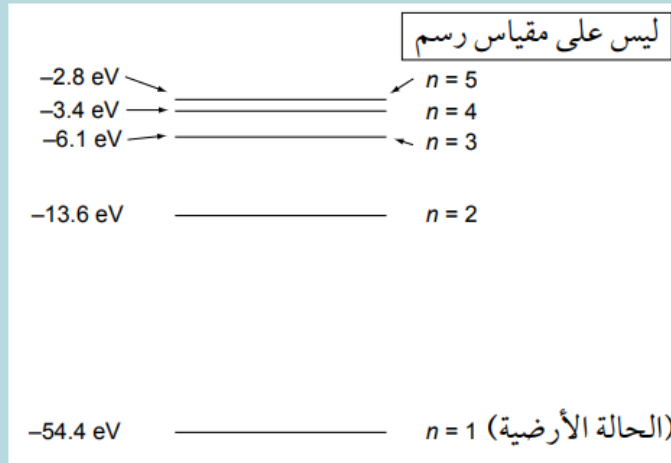 ليس على مقياس رسم
–2.8 eV n = 5
–3.4 eV n = 4
–6.1 eV n = 3
–13.6 eV n = 2
–54.4 eV n = 1 (الحالة الأرضية)